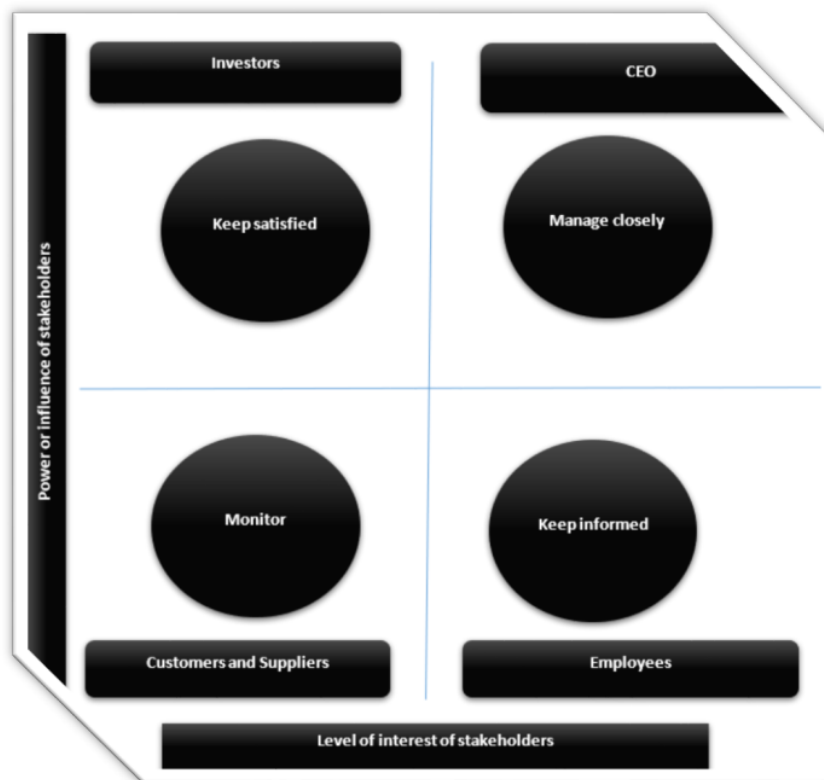 Investors
CEO
Keep satisfied
Manage closely
Power or influence of stakeholders
Monitor
Keep informed
Customers and Suppliers
Employees
Level of interest of stakeholders